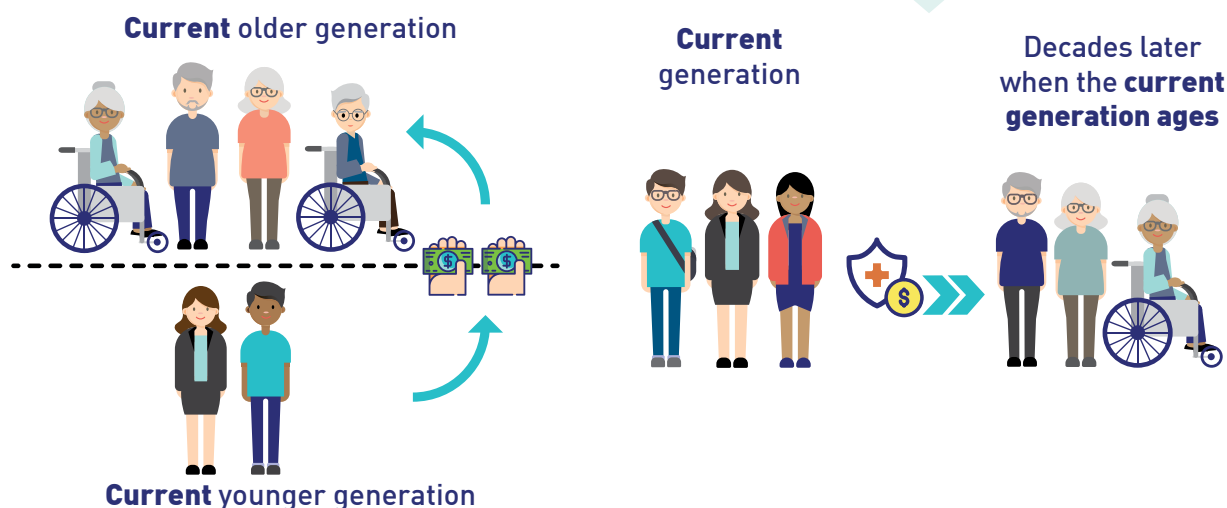 Current older generation
$ $
Current younger generation
Current
generation
$
Decades later
when the current
generation ages